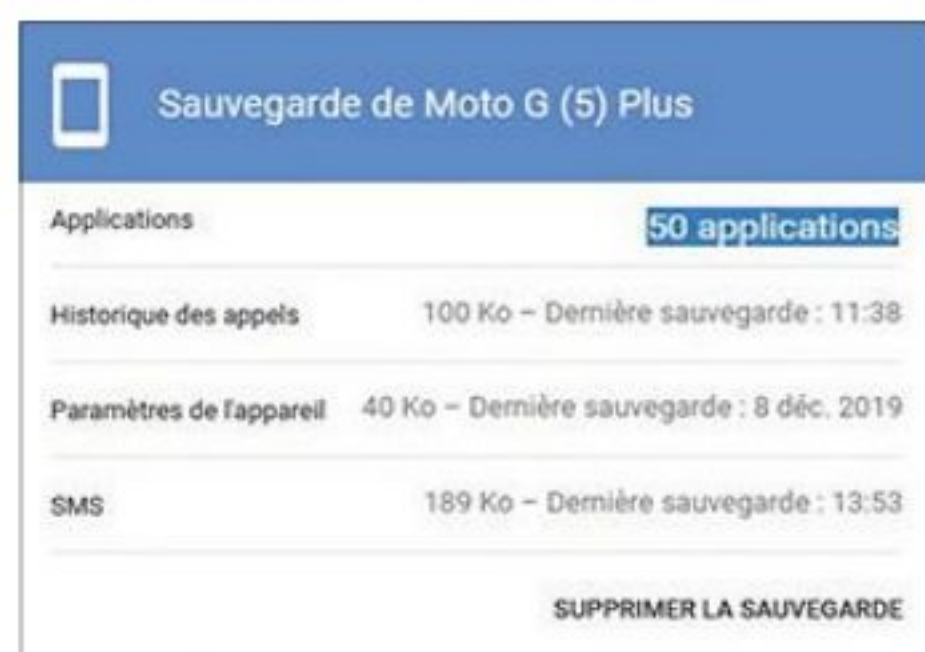 Sauvegarde de Moto G (5) Plus
Applications 50 applications
Historique des appels 100 Ko – Dernière sauvegarde : 11:38
Paramètres de l'appareil 40 Ko – Dernière sauvegarde : 8 déc. 2019
SMS 189 Ko – Dernière sauvegarde : 13:53
SUPPRIMER LA SAUVEGARDE